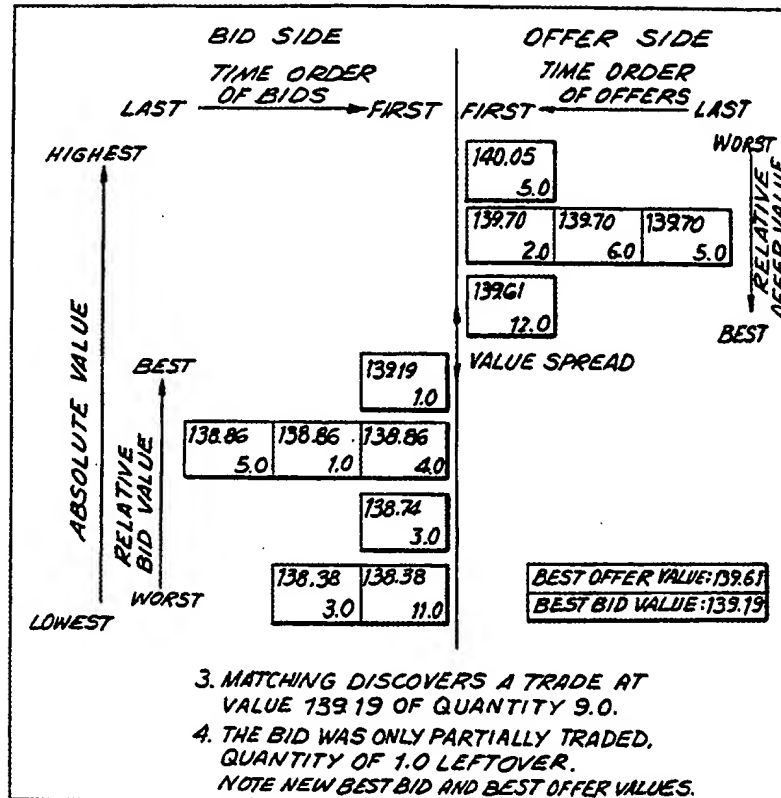 BID SIDE
OFFER SIDE
TIME ORDER
OF BIDS
LAST
FIRST
TIME ORDER
OF OFFERS
FIRST
LAST
HIGHEST
WORST
140.05
5.0
RELATIVE
OFFER VALUE
139.70 139.70 139.70
2.0 6.0 5.0
139.61
12.0
BEST
BEST
VALUE SPREAD
139.19
1.0
ABSOLUTE VALUE
RELATIVE
BID VALUE
138.86 138.86 138.86
5.0 1.0 4.0
138.74
3.0
138.38 138.38
3.0 11.0
WORST
LOWEST
BEST OFFER VALUE:139.61
BEST BID VALUE:139.19
3. MATCHING DISCOVERS A TRADE AT
VALUE 139.19 OF QUANTITY 9.0.
4. THE BID WAS ONLY PARTIALLY TRADED,
QUANTITY OF 1.0 LEFTOVER.
NOTE NEW BEST BID AND BEST OFFER VALUES.